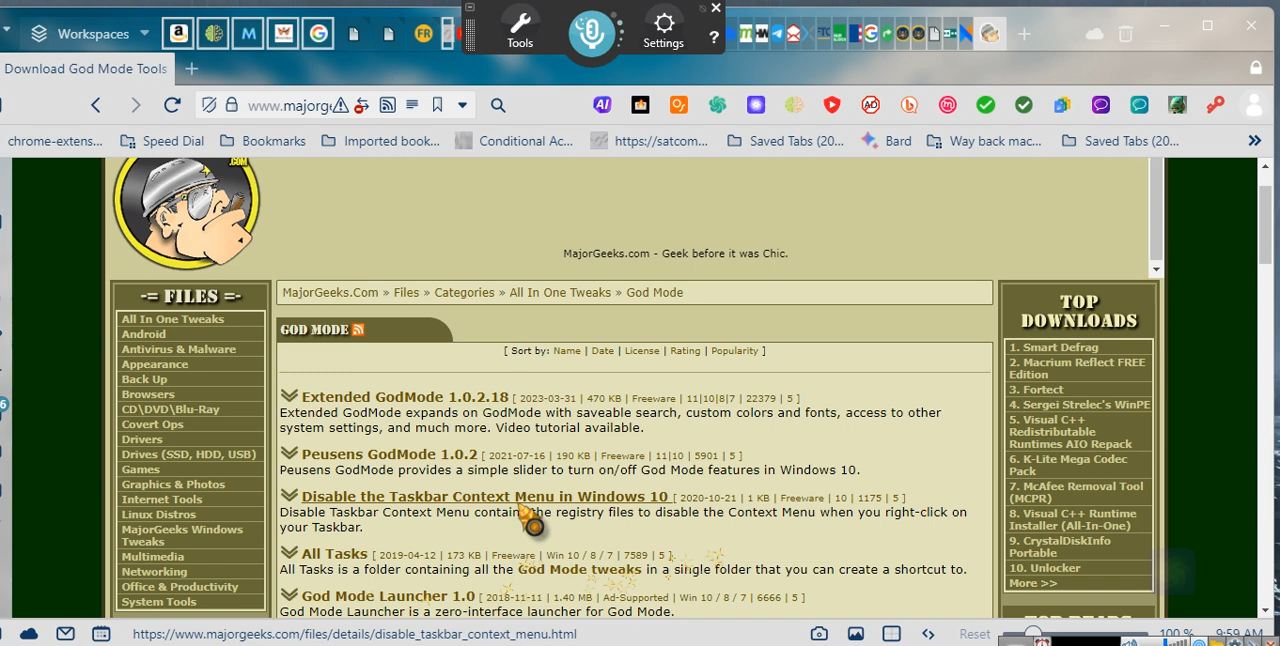 Workspaces
FR
Tools
Settings
?
Download God Mode Tools
www.majorg
AI
chrome-extens...
Speed Dial
Bookmarks
Imported book...
Conditional Ac...
https://satcom...
Saved Tabs (20...
Bard
Way back mac...
Saved Tabs (20...
.COM
MajorGeeks.com - Geek before it was Chic.
-= FILES =-
All In One Tweaks
Android
Antivirus & Malware
Appearance
Back Up
Browsers
CD\DVD\Blu-Ray
Covert Ops
Drivers
Drives (SSD, HDD, USB)
Games
Graphics & Photos
Internet Tools
Linux Distros
MajorGeeks Windows
Tweaks
Multimedia
Networking
Office & Productivity
System Tools
MajorGeeks.Com » Files » Categories » All In One Tweaks » God Mode
GOD MODE
[ Sort by: Name | Date | License | Rating | Popularity ]
Extended GodMode 1.0.2.18 [ 2023-03-31 | 470 KB | Freeware | 11|10|8|7 | 22379 | 5 ]
Extended GodMode expands on GodMode with saveable search, custom colors and fonts, access to other
system settings, and much more. Video tutorial available.
Peusens GodMode 1.0.2 [ 2021-07-16 | 190 KB | Freeware | 11|10 | 5901 | 5 ]
Peusens GodMode provides a simple slider to turn on/off God Mode features in Windows 10.
Disable the Taskbar Context Menu in Windows 10 [ 2020-10-21 | 1 KB | Freeware | 10 | 1175 | 5 ]
Disable Taskbar Context Menu contain the registry files to disable the Context Menu when you right-click on
your Taskbar.
All Tasks [ 2019-04-12 | 173 KB | Freeware | Win 10 / 8 / 7 | 7589 | 5 ]
All Tasks is a folder containing all the God Mode tweaks in a single folder that you can create a shortcut to.
God Mode Launcher 1.0 [ 2018-11-11 | 1.40 MB | Ad-Supported | Win 10 / 8 / 7 | 6666 | 5 ]
God Mode Launcher is a zero-interface launcher for God Mode.
TOP
DOWNLOADS
1. Smart Defrag
2. Macrium Reflect FREE
Edition
3. Fortect
4. Sergei Strelec's WinPE
5. Visual C++
Redistributable
Runtimes AIO Repack
6. K-Lite Mega Codec
Pack
7. McAfee Removal Tool
(MCPR)
8. Visual C++ Runtime
Installer (All-In-One)
9. CrystalDiskInfo
Portable
10. Unlocker
More >>
https://www.majorgeeks.com/files/details/disable_taskbar_context_menu.html
Reset
100 %
9:59 AM